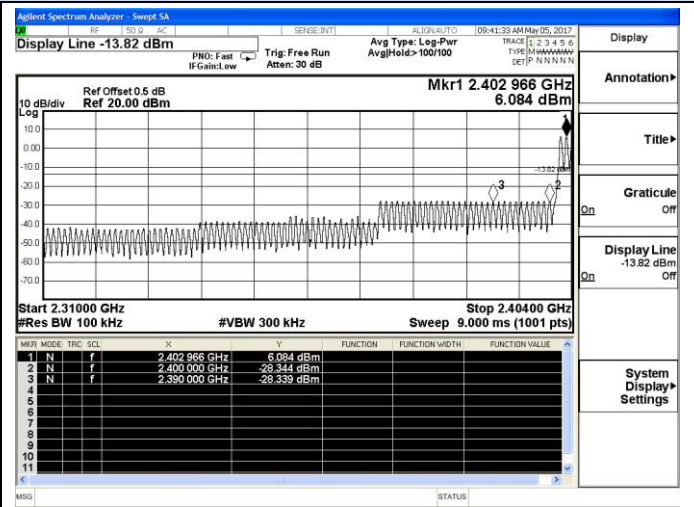 Agilent Spectrum Analyzer - Swept SA
RF 50 Ω AC SENSE:INT ALIGN AUTO 09:41:33 AM May 05, 2017
Display Line -13.82 dBm
PNO: Fast
IFGain:Low
Trig: Free Run
Atten: 30 dB
Avg Type: Log-Pwr
Avg|Hold>100/100
TRACE 1 2 3 4 5 6
TYPE
DET P N N N N N
Mkr1 2.402 966 GHz
6.084 dBm
Ref Offset 0.5 dB
10 dB/div Ref 20.00 dBm
Log
1
10.0
0.00
-10.0
-13.82 dBm
-20.0
3 2
-30.0
-40.0
-50.0
-60.0
-70.0
Start 2.31000 GHz Stop 2.40400 GHz
#Res BW 100 kHz #VBW 300 kHz Sweep 9.000 ms (1001 pts)
MKR MODE TRC SCL X Y FUNCTION FUNCTION WIDTH FUNCTION VALUE
1 N f 2.402 966 GHz 6.084 dBm
2 N f 2.400 000 GHz -28.344 dBm
3 N f 2.390 000 GHz -28.339 dBm
4
5
6
7
8
9
10
11
MSG STATUS
Display
Annotation
Title
Graticule
On Off
Display Line
-13.82 dBm
On Off
System
Display
Settings